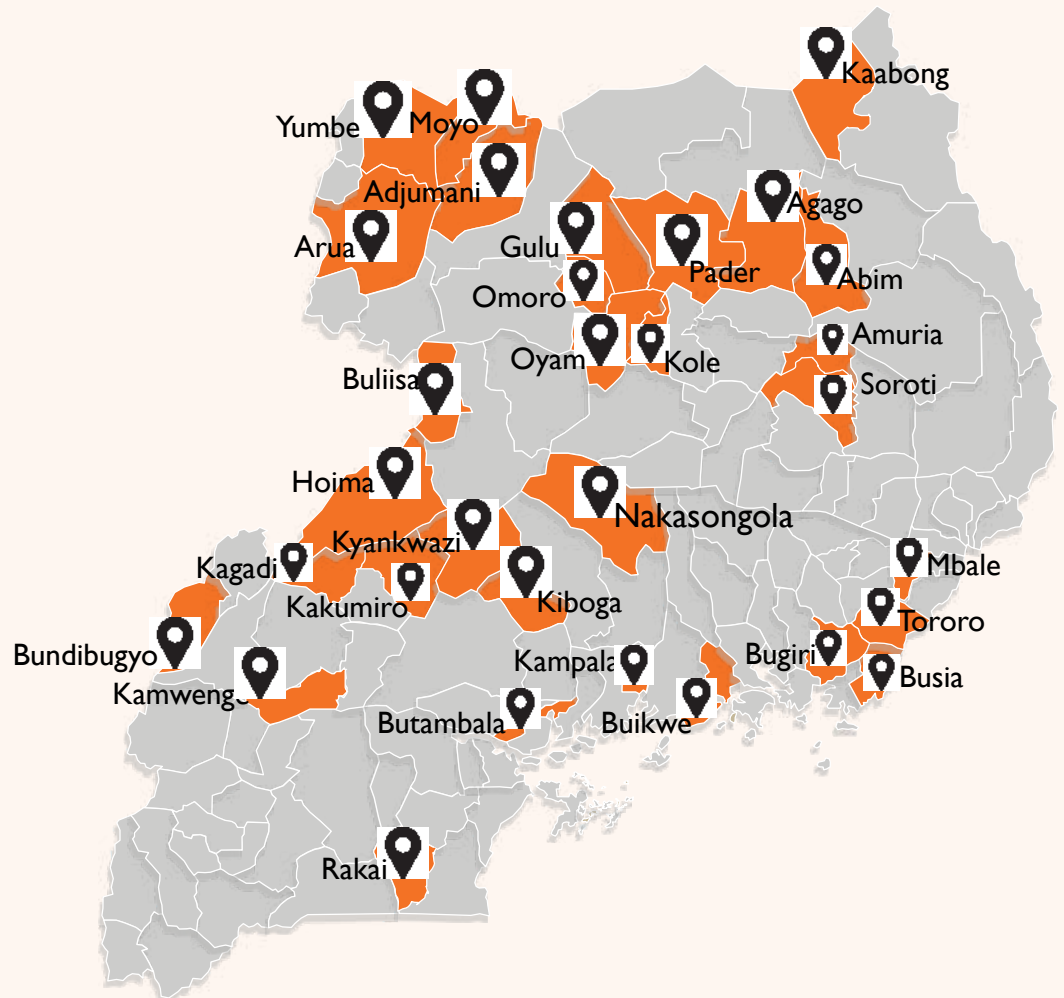 Kaabong
Yumbe
Moyo
Adjumani
Agago
Arua
Gulu
Pader
Abim
Omoro
Amuria
Oyam
Kole
Buliisa
Soroti
Hoima
Nakasongola
Kyankwazi
Kagadi
Mbale
Kakumiro
Kiboga
Tororo
Bundibugyo
Kampala
Bugiri
Busia
Kamwenge
Butambala
Buikwe
Rakai